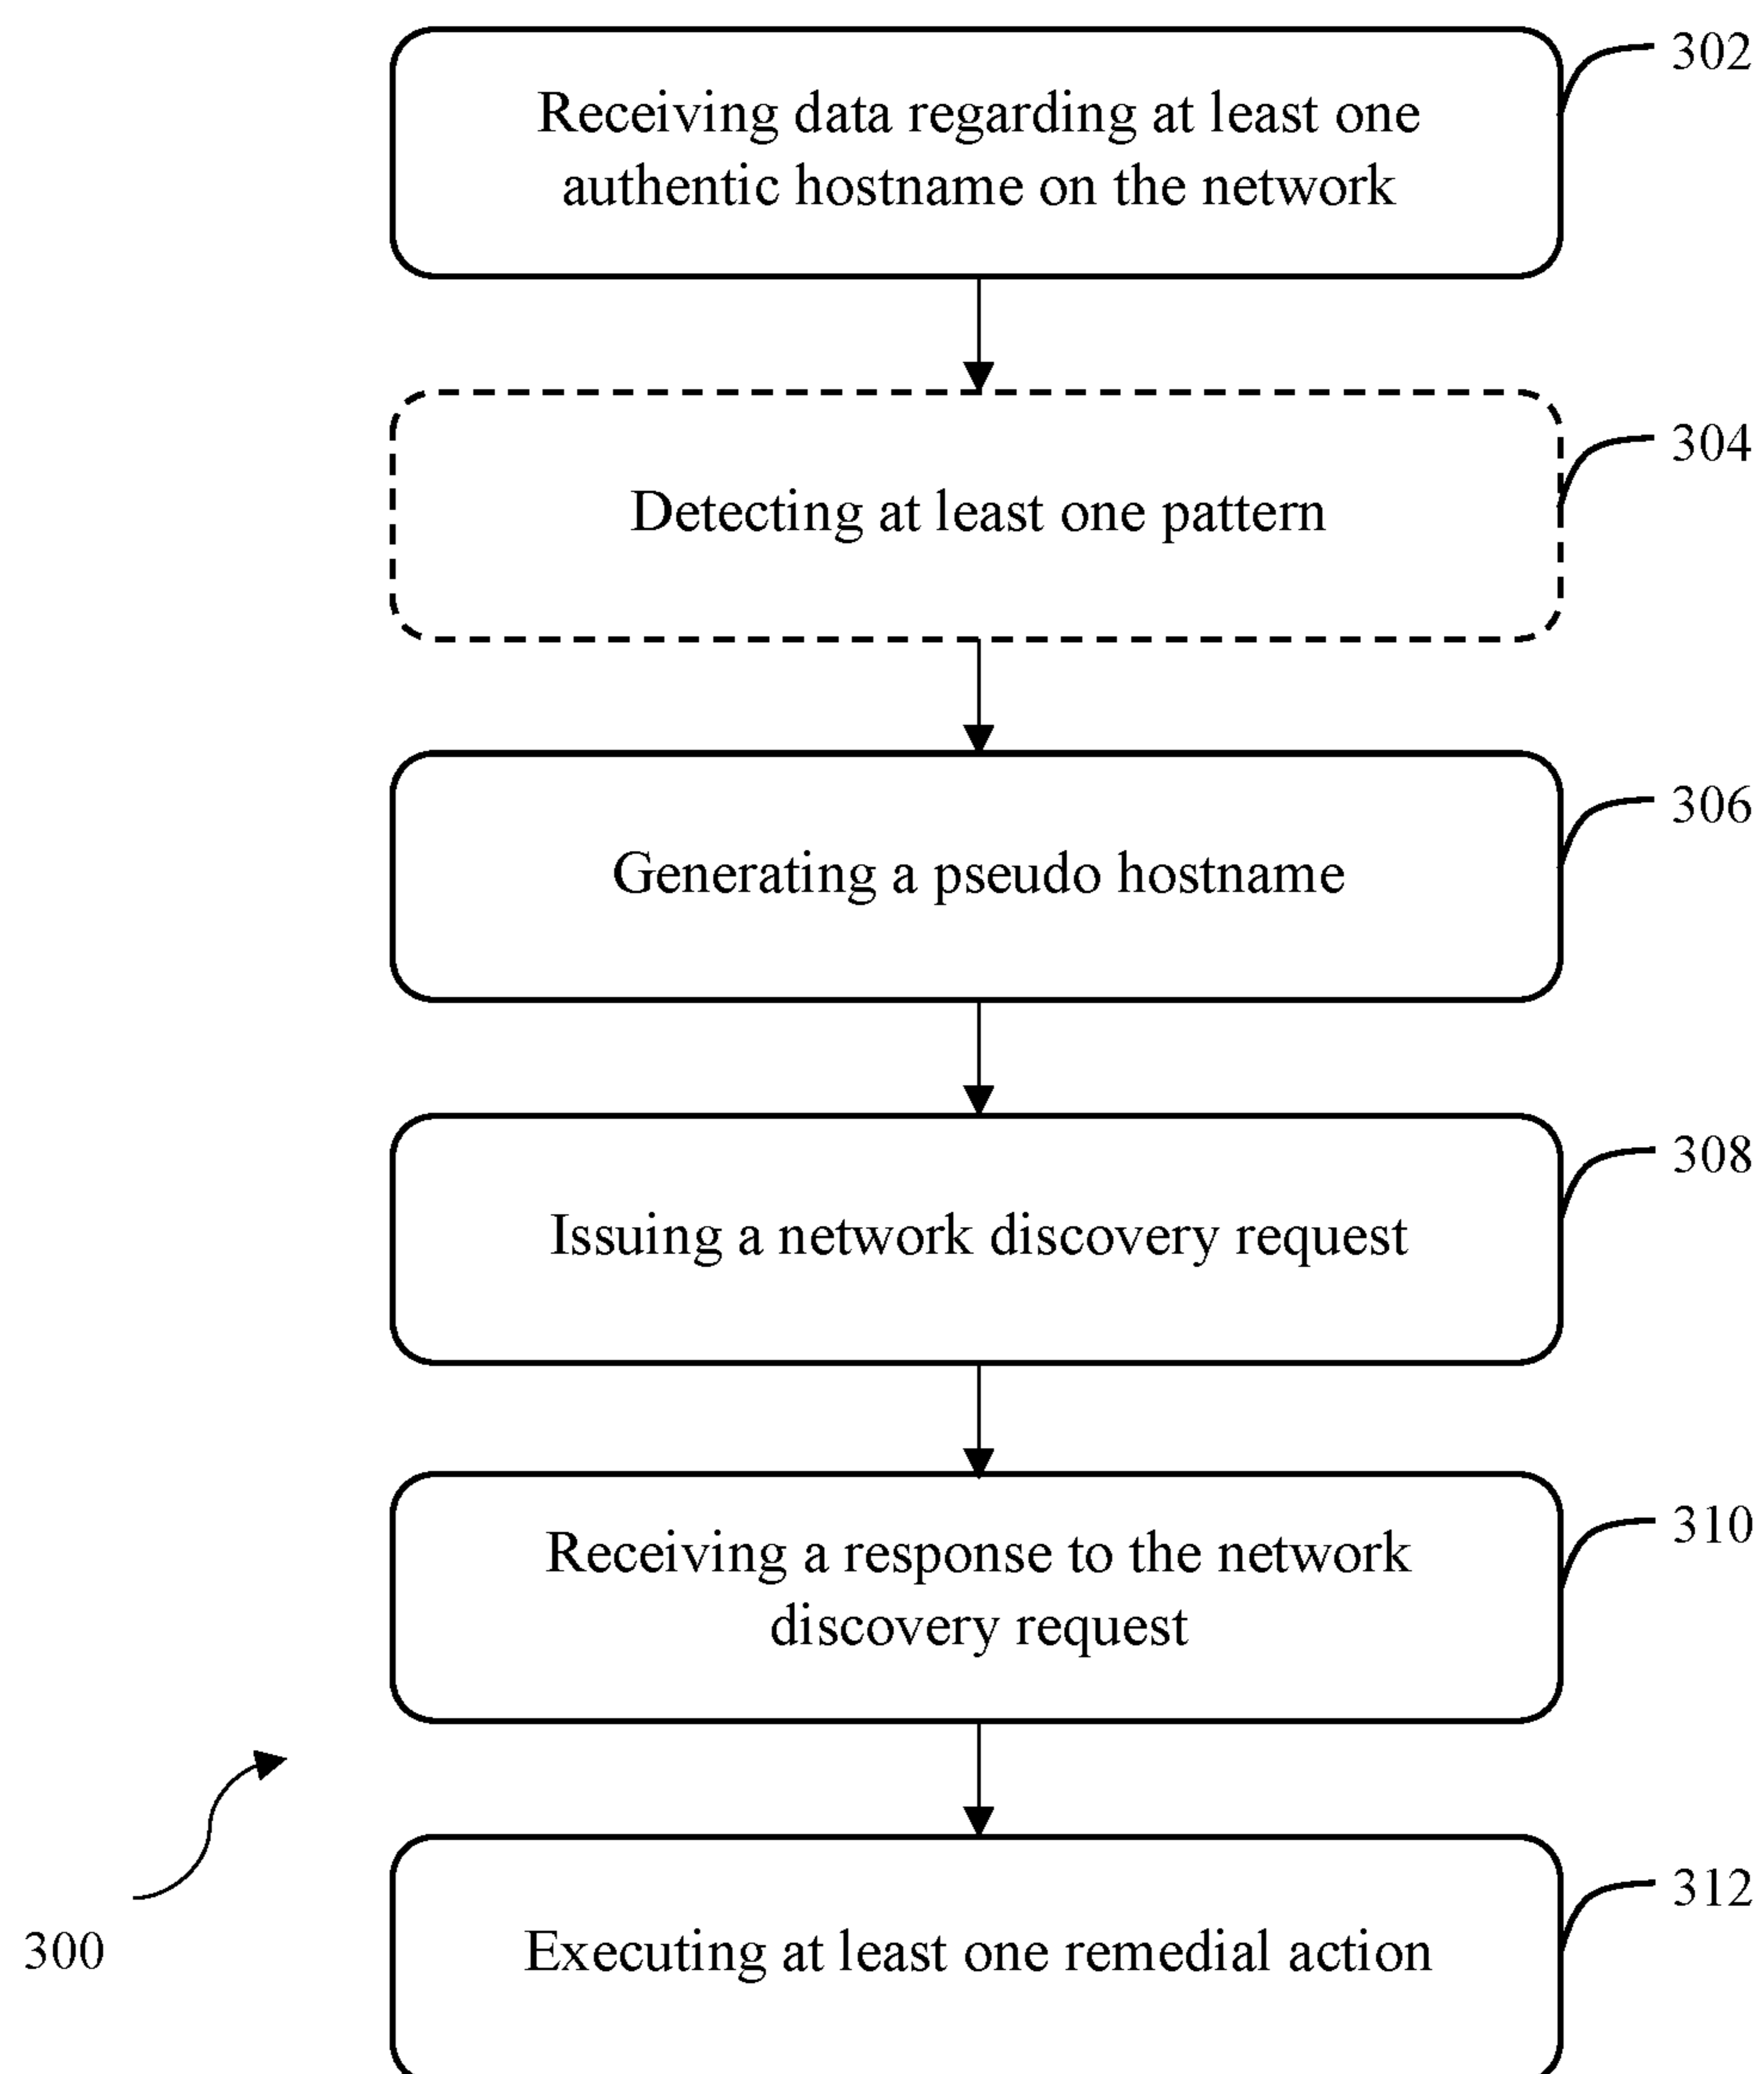 302
Receiving data regarding at least one
authentic hostname on the network
304
Detecting at least one pattern
306
Generating a pseudo hostname
308
Issuing a network discovery request
310
Receiving a response to the network
discovery request
312
Executing at least one remedial action
300